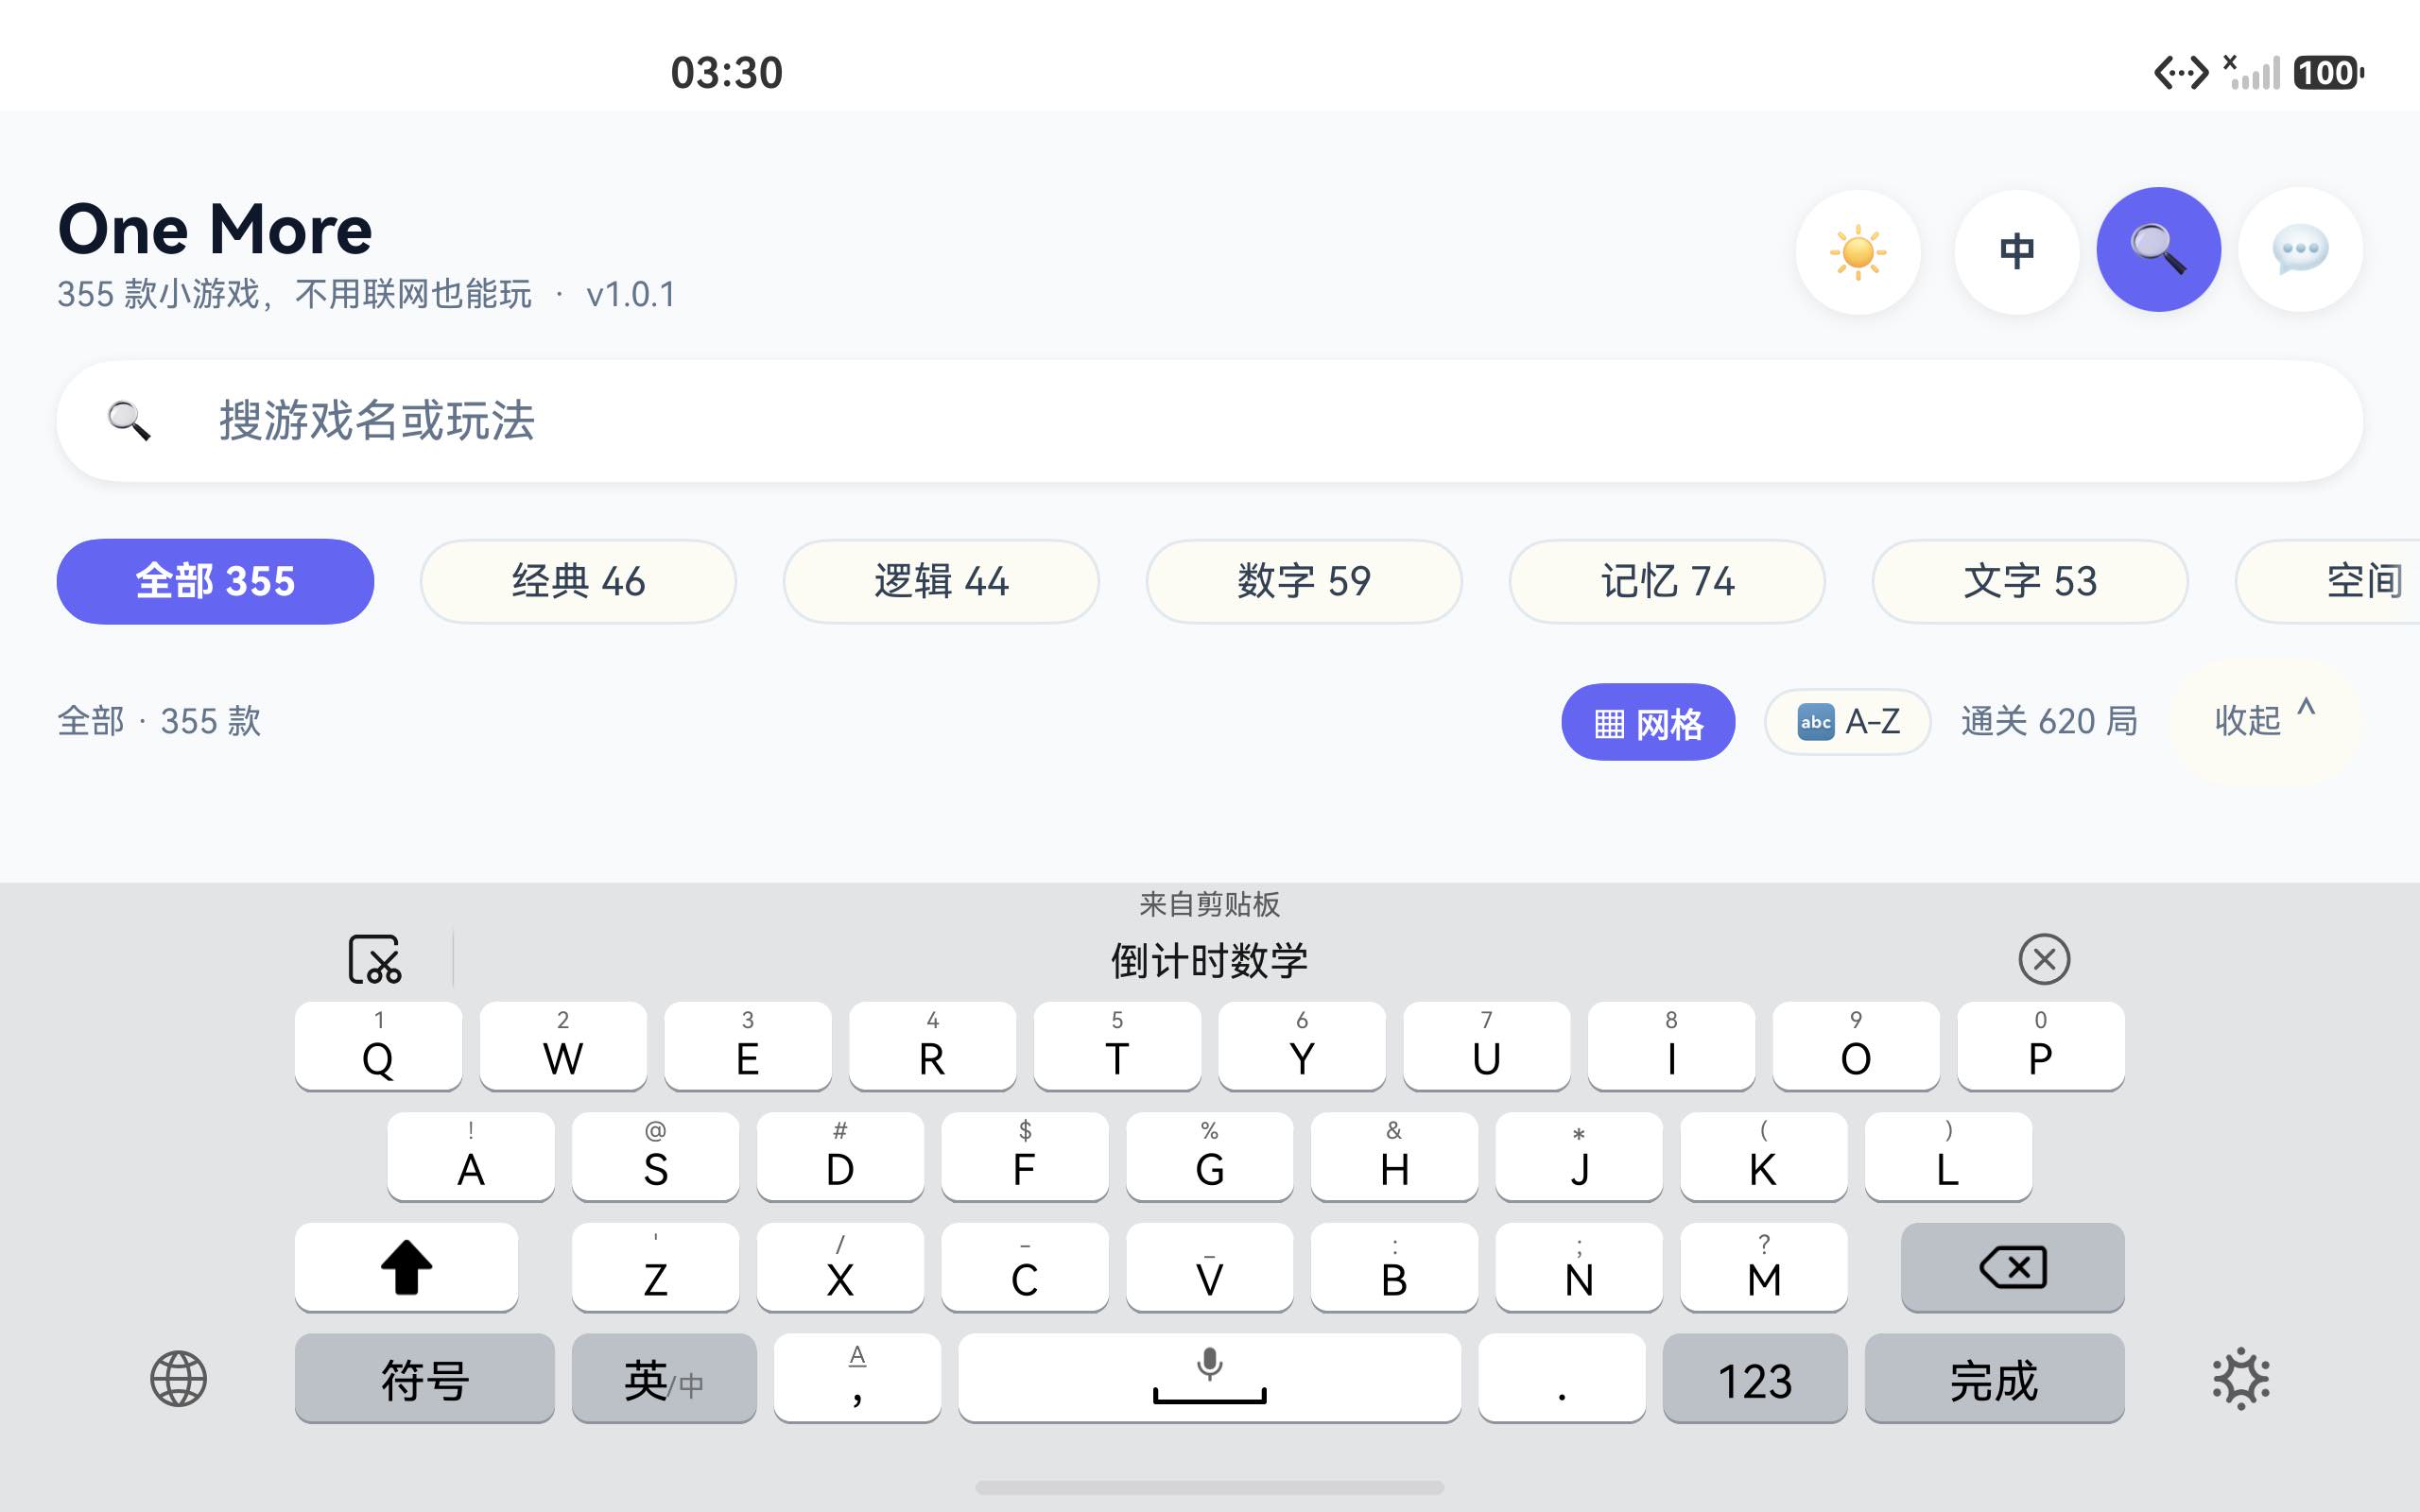 03:30
100
One More
355 款小游戏，不用联网也能玩 · v1.0.1
中
搜游戏名或玩法
全部 355
经典 46
逻辑 44
数字 59
记忆 74
文字 53
空间
全部 · 355 款
网格
abc A-Z
通关 620 局
收起 ^
来自剪贴板
倒计时数学
1 2 3 4 5 6 7 8 9 0
Q W E R T Y U I O P
! @ # $ % & * ( )
A S D F G H J K L
' / - _ : ; ?
Z X C V B N M
符号 英/中 A , . 123 完成